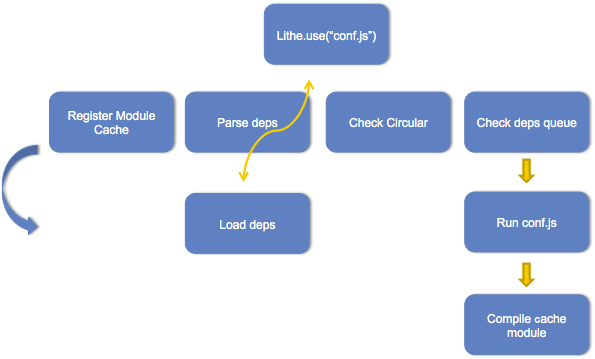 Lithe.use(“conf.js”)
Register Module
Cache
Parse deps
Check Circular
Check deps queue
Load deps
Run conf.js
Compile cache
module